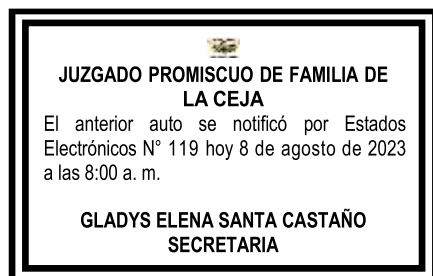 JUZGADO PROMISCUO DE FAMILIA DE
LA CEJA
El anterior auto se notificó por Estados
Electrónicos N° 119 hoy 8 de agosto de 2023
a las 8:00 a. m.
GLADYS ELENA SANTA CASTAÑO
SECRETARIA